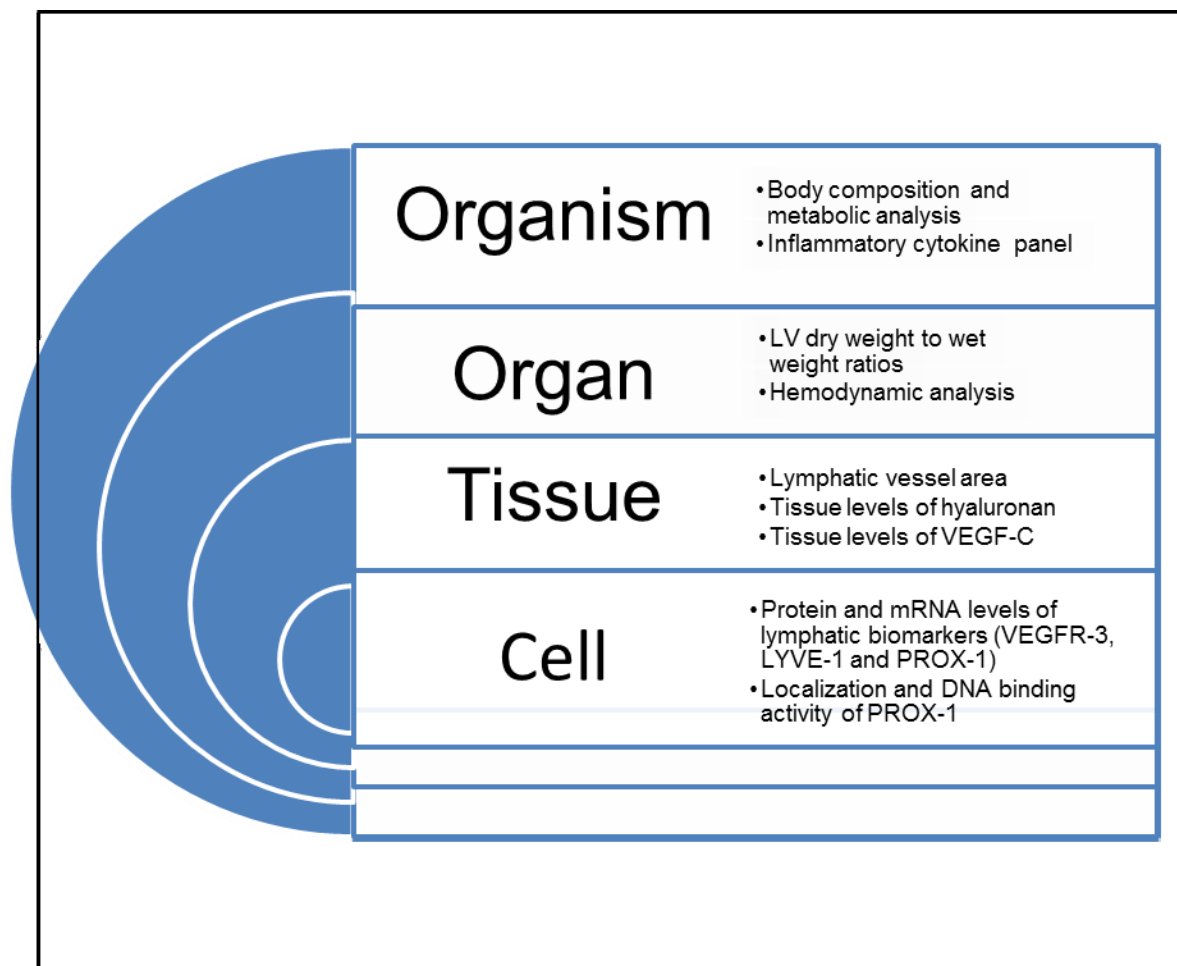 Organism
•Body composition and
metabolic analysis
•Inflammatory cytokine panel
Organ
•LV dry weight to wet
weight ratios
•Hemodynamic analysis
Tissue
•Lymphatic vessel area
•Tissue levels of hyaluronan
•Tissue levels of VEGF-C
Cell
•Protein and mRNA levels of
lymphatic biomarkers (VEGFR-3,
LYVE-1 and PROX-1)
•Localization and DNA binding
activity of PROX-1